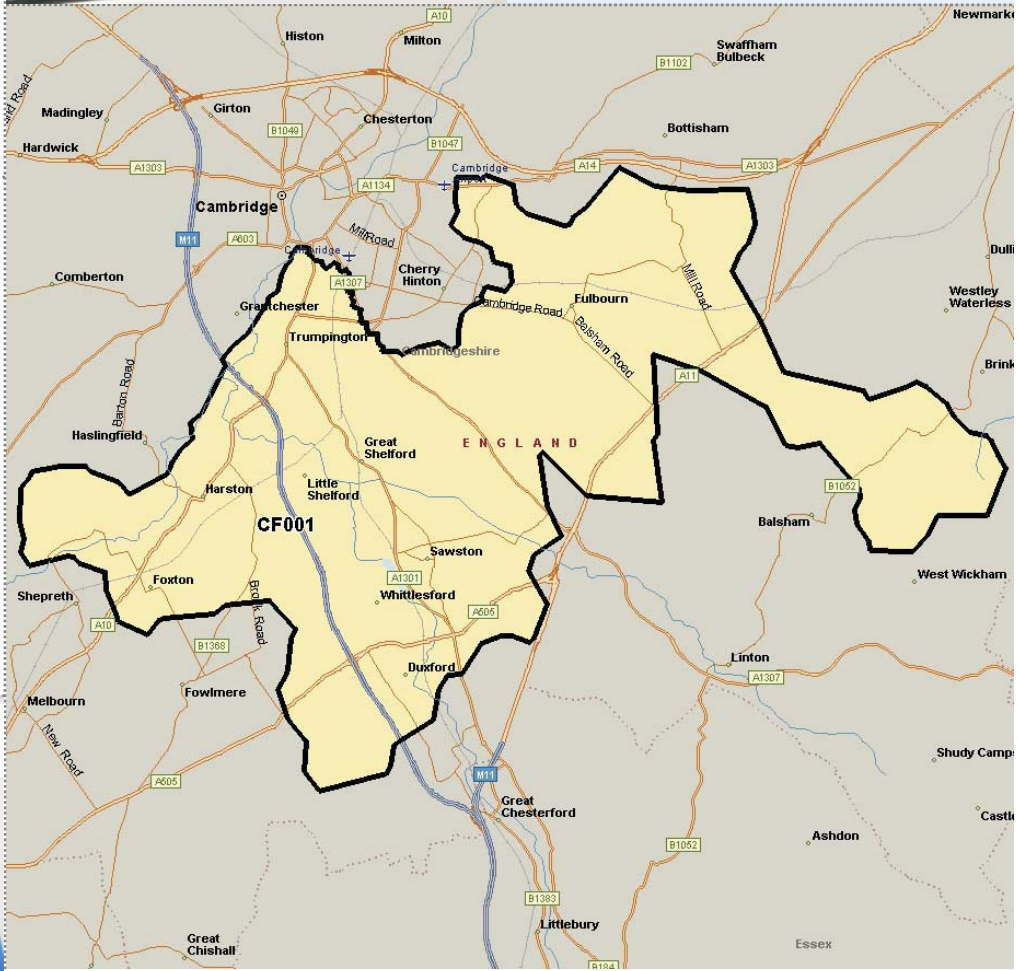 A10
Newmarke
Histon
Milton
Swaffham
Bulbeck
B1102
Madingley
Girton
Chesterton
Bottisham
B1049
B1047
Hardwick
A1303
Cambridge
A14
A1303
A1134
Cambridge
Mill Road
M11
A603
Cambridge
Cherry
Hinton
A1307
Comberton
Dulli
Westley
Waterless
Grantchester
Cambridge Road
Fulbourn
Mill Road
Trumpington
Cambridgeshire
Balsham Road
Brink
A11
Barton Road
Haslingfield
Great
Shelford
ENGLAND
Little
Shelford
Harston
B1052
CF001
Balsham
Sawston
Foxton
A1301
West Wickham
Shepreth
Whittlesford
Brook Road
A505
A10
B1368
Linton
Duxford
A1307
Fowlmere
Melbourn
New Road
Shudy Camps
A505
M11
Great
Chesterford
Castle
Ashdon
B1052
B1383
Littlebury
Great
Chishall
Essex
B184